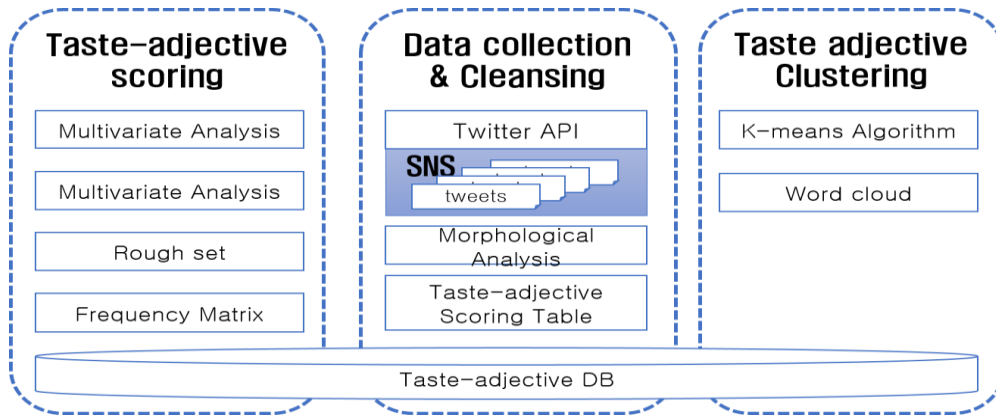 Taste-adjective
scoring
Multivariate Analysis
Multivariate Analysis
Rough set
Frequency Matrix
Data collection
& Cleansing
Twitter API
SNS
tweets
Morphological
Analysis
Taste-adjective
Scoring Table
Taste adjective
Clustering
K-means Algorithm
Word cloud
Taste-adjective DB